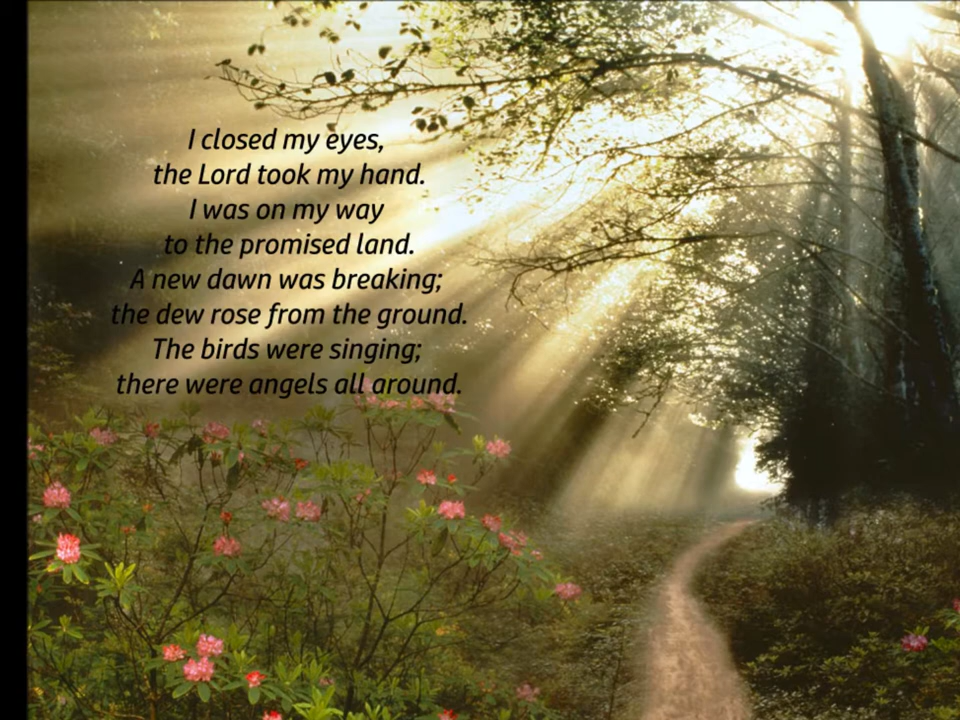 I closed my eyes,
the Lord took my hand.
I was on my way
to the promised land.
A new dawn was breaking;
the dew rose from the ground.
The birds were singing;
there were angels all around.